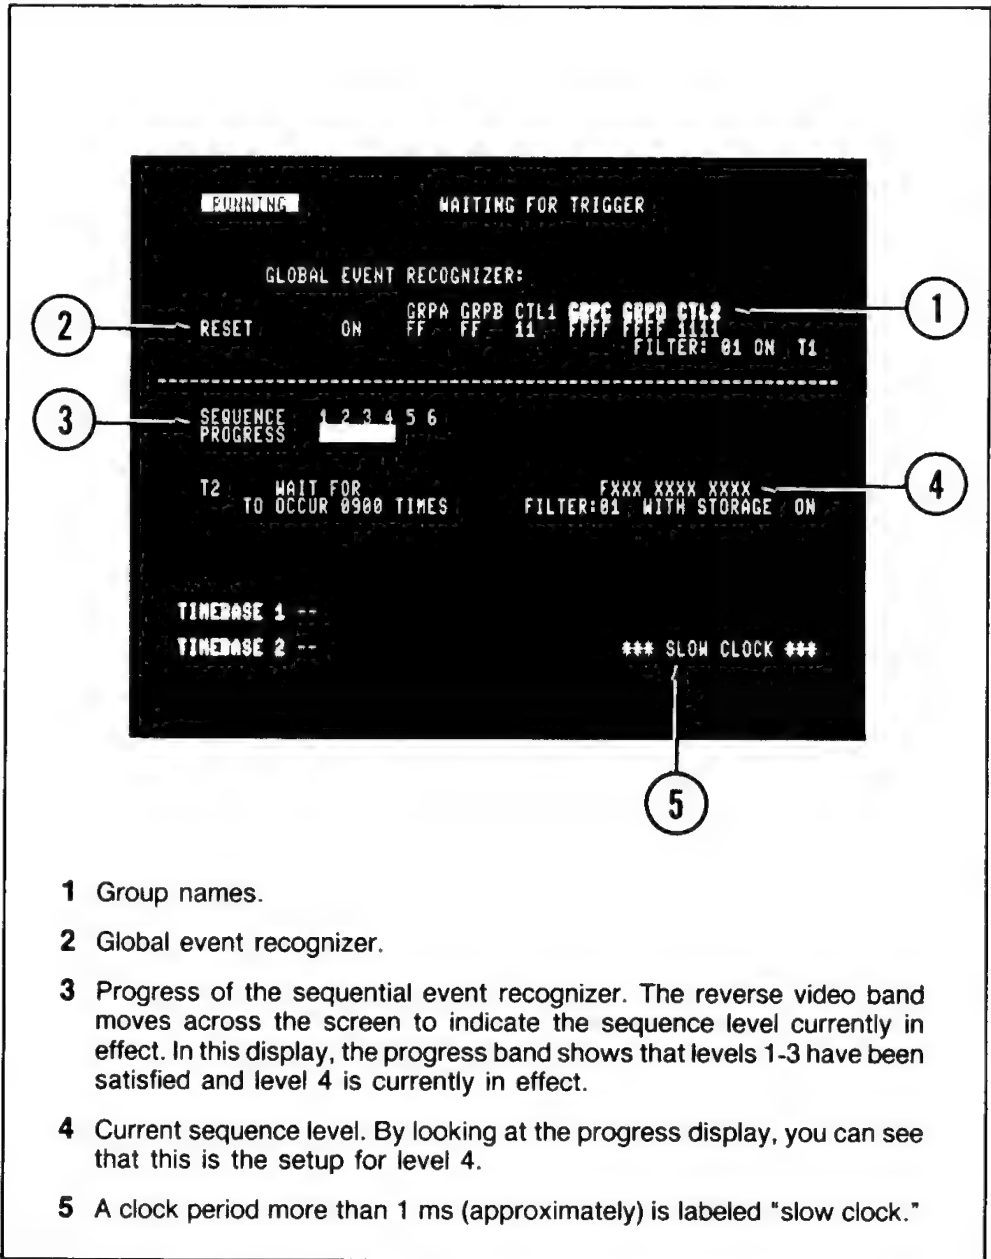 RUNNING WAITING FOR TRIGGER
GLOBAL EVENT RECOGNIZER:
GRPA GRPB CTL1 GRPC GRPD CTL2
RESET ON FF FF 11 FFFF FFFF 1111
FILTER: 01 ON T1
SEQUENCE 1 2 3 4 5 6
PROGRESS
T2 WAIT FOR FXXX XXXX XXXX
TO OCCUR 0900 TIMES FILTER:01 WITH STORAGE ON
TIMEBASE 1 --
TIMEBASE 2 -- *** SLOW CLOCK ***
1
2
3
4
5
1 Group names.
2 Global event recognizer.
3 Progress of the sequential event recognizer. The reverse video band
moves across the screen to indicate the sequence level currently in
effect. In this display, the progress band shows that levels 1-3 have been
satisfied and level 4 is currently in effect.
4 Current sequence level. By looking at the progress display, you can see
that this is the setup for level 4.
5 A clock period more than 1 ms (approximately) is labeled "slow clock."